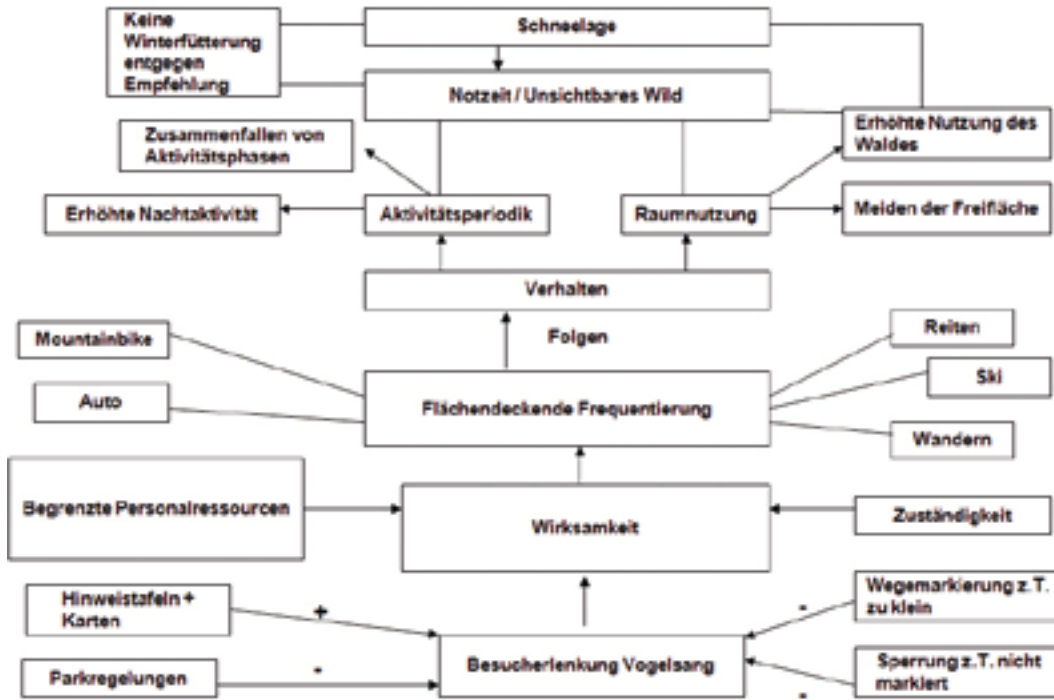 Keine
Winterfütterung
entgegen
Empfehlung
Schneelage
Notzeit / Unsichtbares Wild
Zusammenfallen von
Aktivitätsphasen
Erhöhte Nutzung des
Waldes
Erhöhte Nachtaktivität
Aktivitätsperiodik
Raumnutzung
Meiden der Freifläche
Verhalten
Folgen
Mountainbike
Reiten
Auto
Flächendeckende Frequentierung
Ski
Wandern
Begrenzte Personalressourcen
Wirksamkeit
Zuständigkeit
Hinweistafeln +
Karten
+
-
Wegemarkierung z.T.
zu klein
Parkregelungen
-
Besucherlenkung Vogelsang
-
Sperrung z.T. nicht
markiert